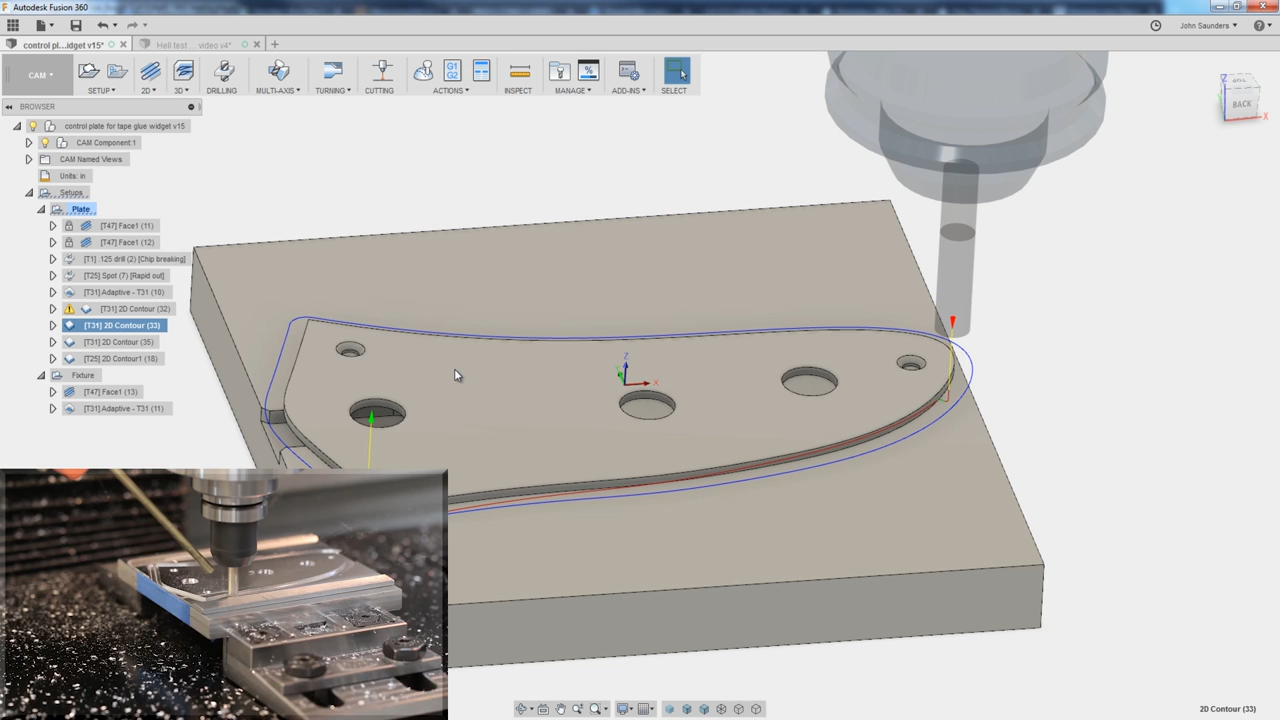 Autodesk Fusion 360
John Saunders
control pl...idget v15*
Hell test ... video v4*
CAM
SETUP
2D
3D
DRILLING
MULTI-AXIS
TURNING
CUTTING
G1
G2
ACTIONS
INSPECT
MANAGE
ADD-INS
SELECT
BROWSER
control plate for tape glue widget v15
CAM Component:1
CAM Named Views
Units: in
Setups
Plate
[T47] Face1 (11)
[T47] Face1 (12)
[T1] .125 drill (2) [Chip breaking]
[T25] Spot (7) [Rapid out]
[T31] Adaptive - T31 (10)
[T31] 2D Contour (32)
[T31] 2D Contour (33)
[T31] 2D Contour (35)
[T25] 2D Contour1 (18)
Fixture
[T47] Face1 (13)
[T31] Adaptive - T31 (11)
Z
X
BACK
Z
X
2D Contour (33)